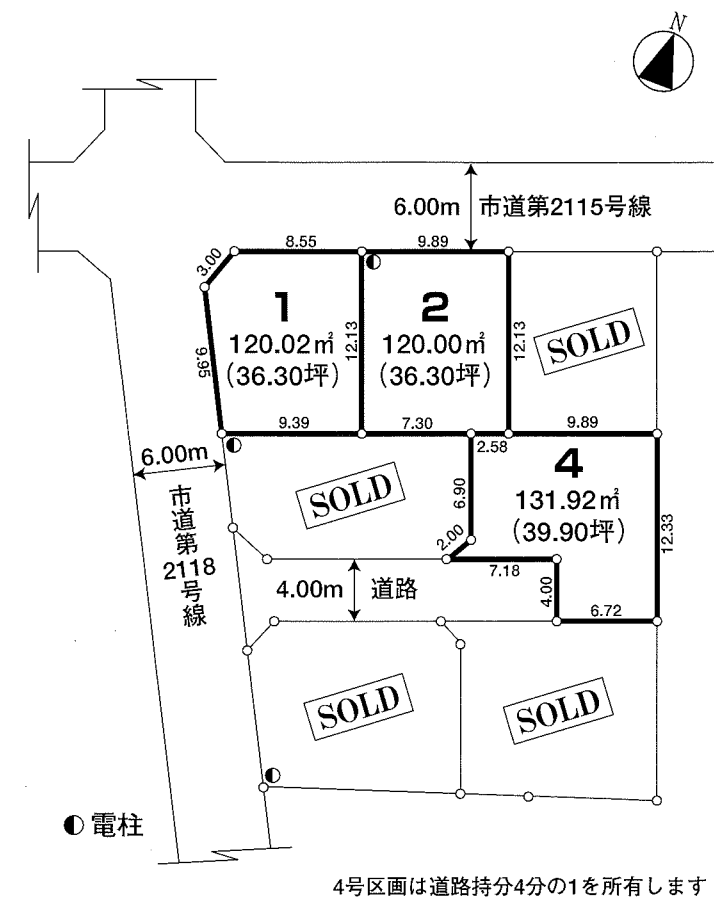 N
6.00m 市道第2115号線
8.55
9.89
3.00
1
120.02㎡
(36.30坪)
12.13
2
120.00㎡
(36.30坪)
12.13
SOLD
9.95
9.39
7.30
2.58
9.89
6.00m
市道第2118号線
SOLD
6.90
2.00
4
131.92㎡
(39.90坪)
12.33
7.18
4.00m 道路
4.00
6.72
SOLD
SOLD
電柱
4号区画は道路持分4分の1を所有します